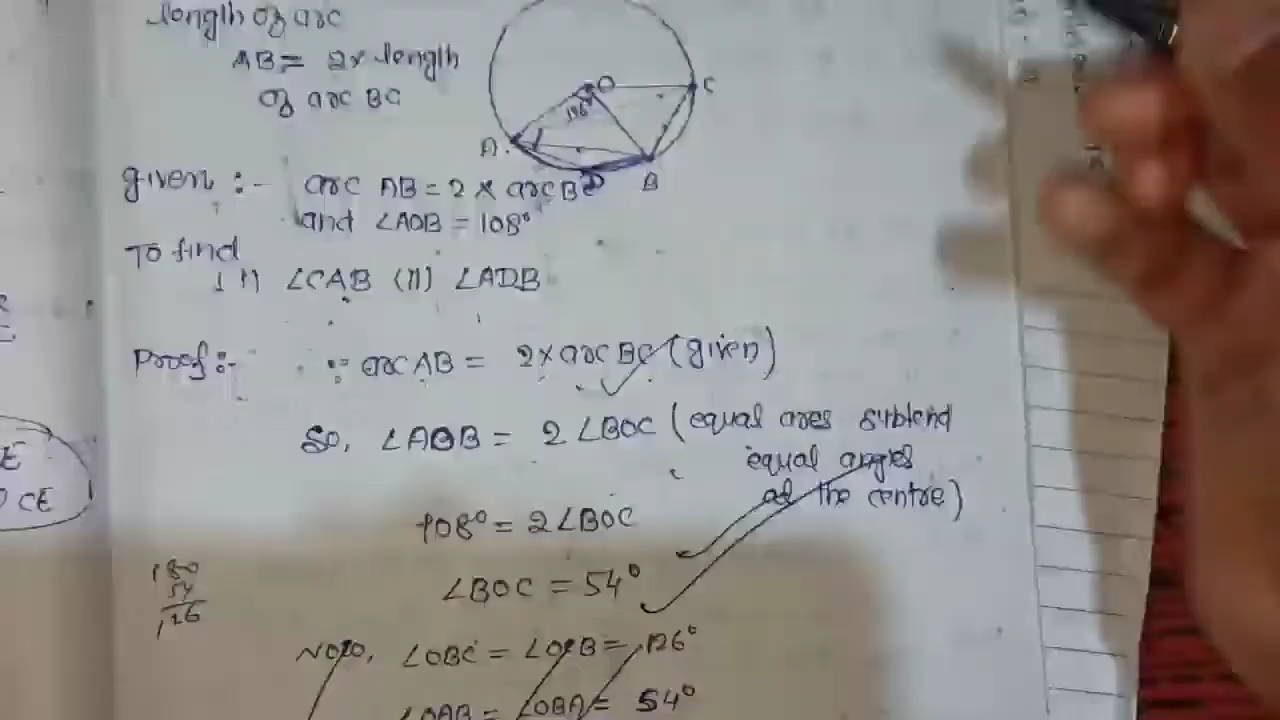 length of arc
AB = 2 × length
of arc BC
O
C
A
B
108°
given :- arc AB = 2 × arc BC
and ∠AOB = 108°
To find
(i) ∠CAB (ii) ∠ADB
Proof :- ∵ arc AB = 2 × arc BC (given)
So, ∠AOB = 2 ∠BOC (equal arcs subtend
equal angles
at the centre)
108° = 2 ∠BOC
∠BOC = 54°
180
54
126
Now, ∠OBC = ∠OCB = 126°
∠OAB = ∠OBA = 54°
E
CE